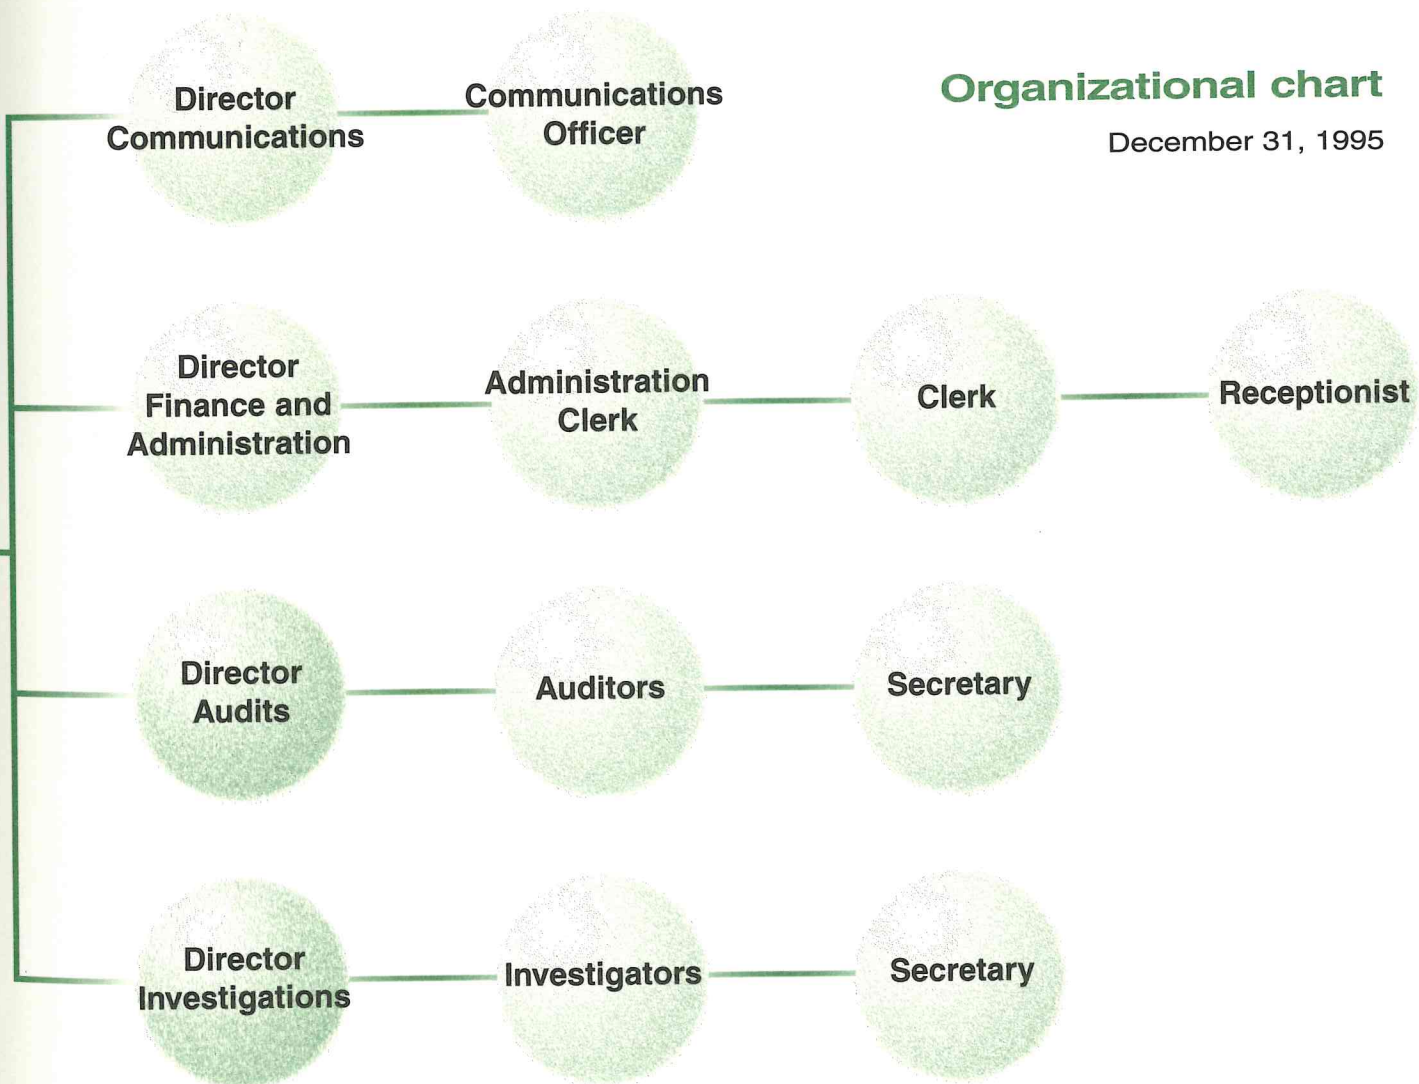 Organizational chart
December 31, 1995
Director
Communications
Communications
Officer
Director
Finance and
Administration
Administration
Clerk
Clerk
Receptionist
Director
Audits
Auditors
Secretary
Director
Investigations
Investigators
Secretary